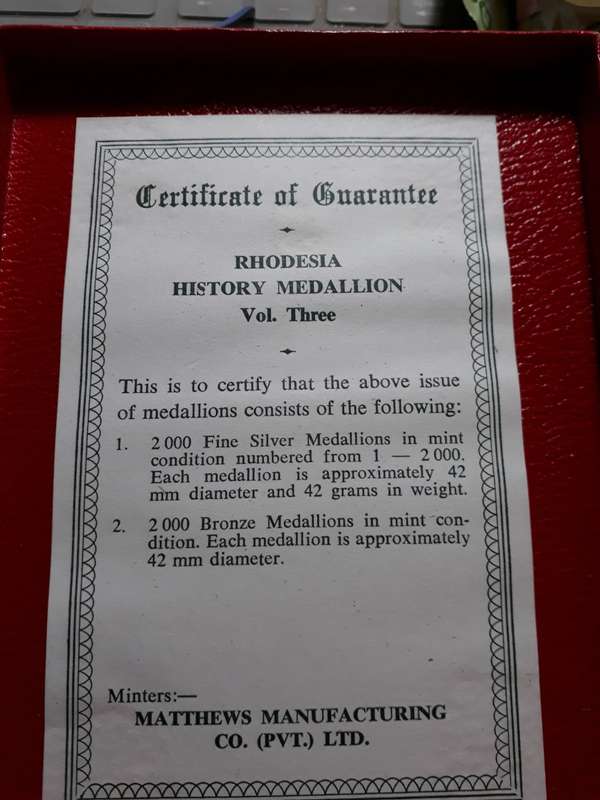 Certificate of Guarantee
RHODESIA
HISTORY MEDALLION
Vol. Three
This is to certify that the above issue
of medallions consists of the following:
1. 2 000 Fine Silver Medallions in mint
condition numbered from 1 — 2 000.
Each medallion is approximately 42
mm diameter and 42 grams in weight.
2. 2 000 Bronze Medallions in mint con-
dition. Each medallion is approximately
42 mm diameter.
Minters:—
MATTHEWS MANUFACTURING
CO. (PVT.) LTD.